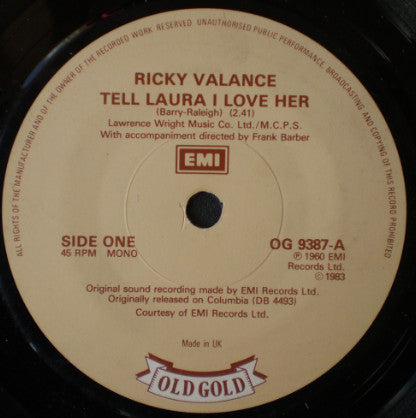 ALL RIGHTS OF THE MANUFACTURER AND OF THE OWNER OF THE RECORDED WORK RESERVED UNAUTHORISED PUBLIC PERFORMANCE, BROADCASTING AND COPYING OF THIS RECORD PROHIBITED
RICKY VALANCE
TELL LAURA I LOVE HER
(Barry-Raleigh) (2,41)
Lawrence Wright Music Co. Ltd./M.C.P.S.
With accompaniment directed by Frank Barber
EMI
SIDE ONE
45 RPM MONO
OG 9387-A
℗ 1960 EMI
Records Ltd.
© 1983
Original sound recording made by EMI Records Ltd.
Originally released on Columbia (DB 4493)
Courtesy of EMI Records Ltd.
Made in UK
OLD GOLD